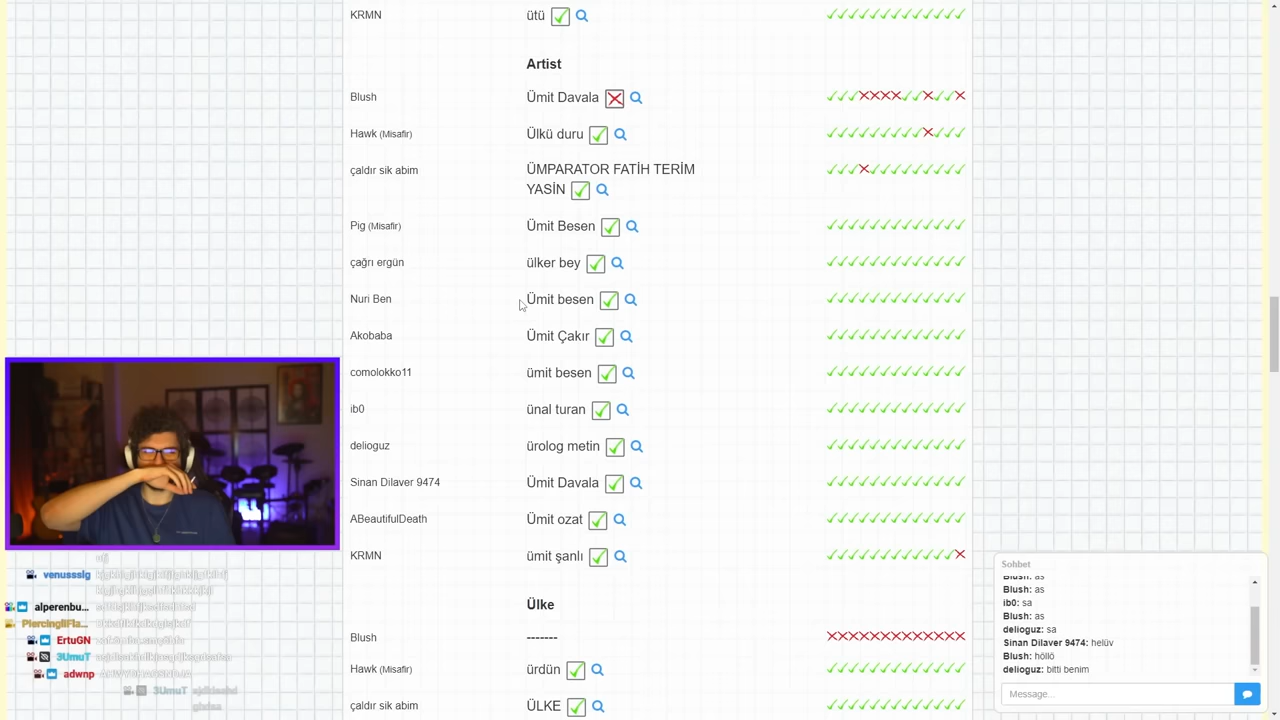 KRMN ütü
Artist
Blush Ümit Davala
Hawk (Misafir) Ülkü duru
çaldır sik abim ÜMPARATOR FATİH TERİM
YASİN
Pig (Misafir) Ümit Besen
çağrı ergün ülker bey
Nuri Ben Ümit besen
Akobaba Ümit Çakır
comolokko11 ümit besen
ib0 ünal turan
delioguz ürolog metin
Sinan Dilaver 9474 Ümit Davala
ABeautifulDeath Ümit ozat
KRMN ümit şanlı
Ülke
Blush -------
Hawk (Misafir) ürdün
çaldır sik abim ÜLKE
venussslg
alperenbu...
PiercingliFla...
ErtuGN
3UmuT
adwnp
3UmuT
Sohbet
Blush: as
Blush: as
ib0: sa
Blush: as
delioguz: sa
Sinan Dilaver 9474: helüv
Blush: höllö
delioguz: bitti benim
Message...